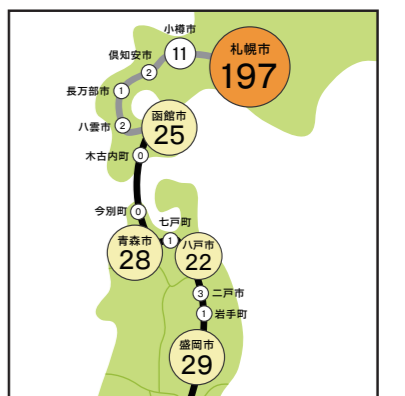 小樽市
11
札幌市
197
倶知安市
2
長万部市
1
八雲市
2
函館市
25
木古内町
0
今別町
0
七戸町
1
青森市
28
八戸市
22
3
二戸市
1
岩手町
盛岡市
29